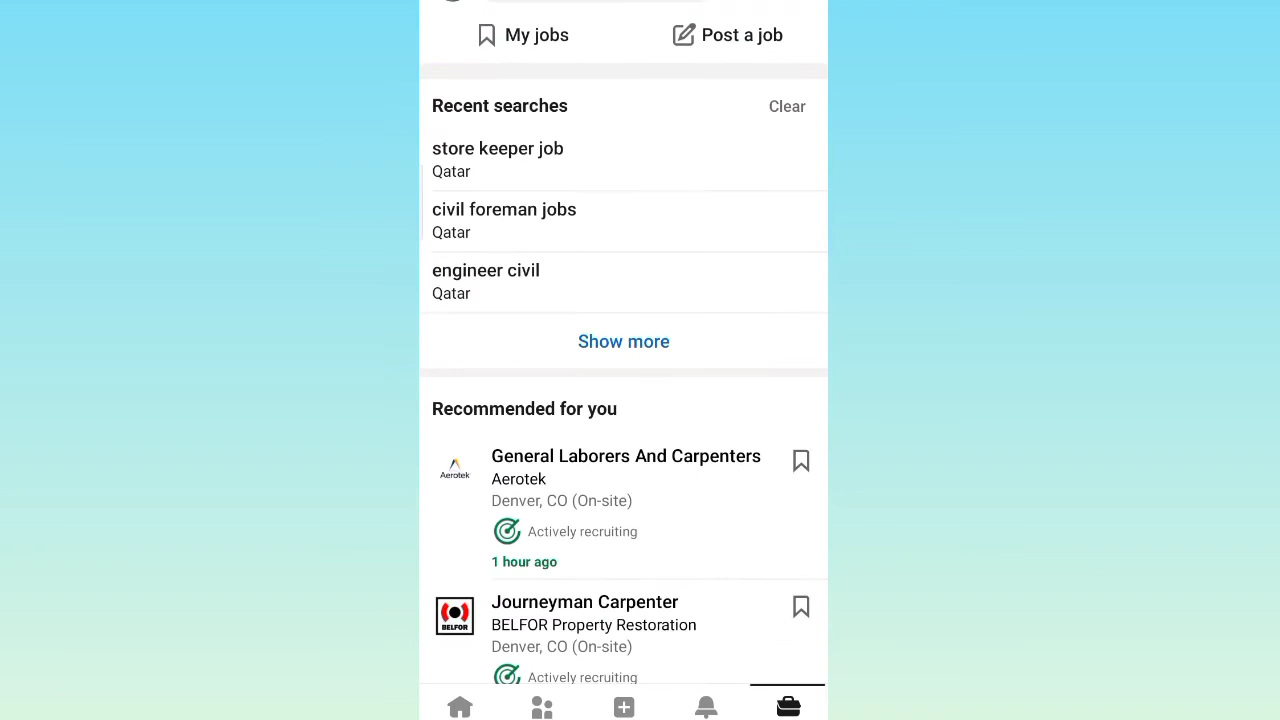 My jobs
Post a job
Recent searches
Clear
store keeper job
Qatar
civil foreman jobs
Qatar
engineer civil
Qatar
Show more
Recommended for you
General Laborers And Carpenters
Aerotek
Aerotek
Denver, CO (On-site)
Actively recruiting
1 hour ago
Journeyman Carpenter
BELFOR
BELFOR Property Restoration
Denver, CO (On-site)
Actively recruiting